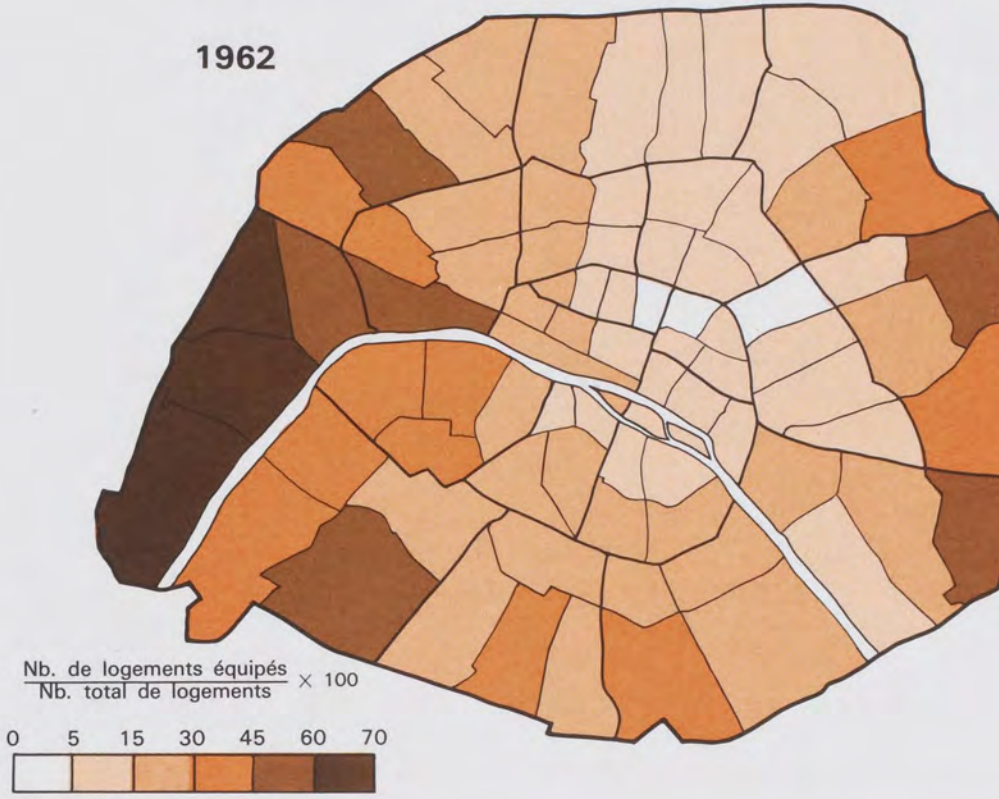 1962
Nb. de logements équipés
Nb. total de logements
× 100
0 5 15 30 45 60 70